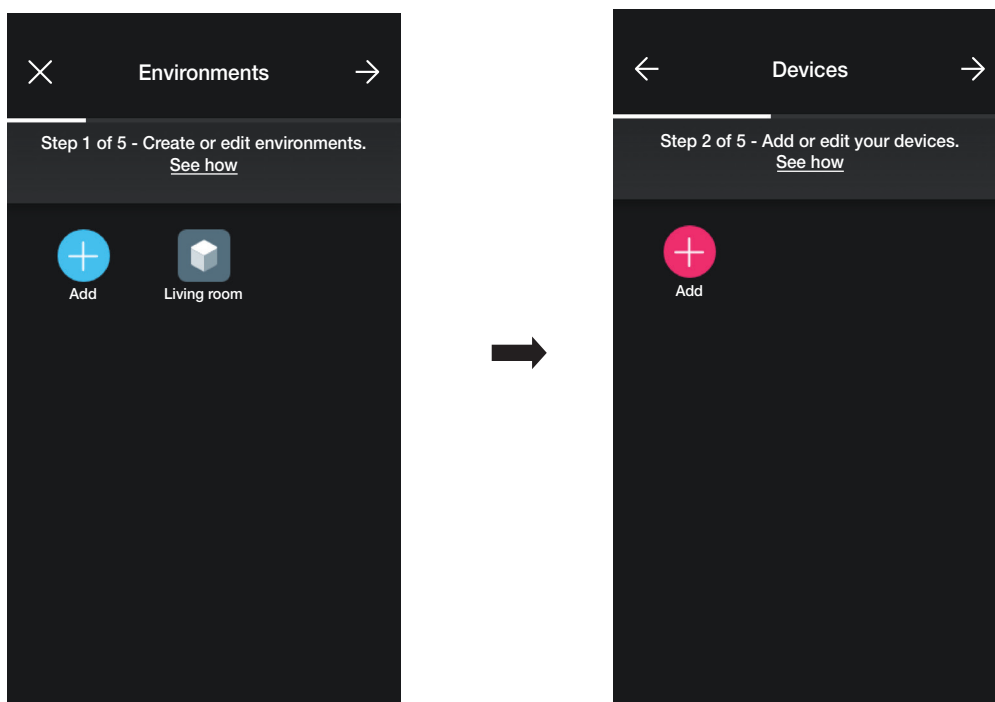 Environments
Step 1 of 5 - Create or edit environments.
See how
Add
Living room
Devices
Step 2 of 5 - Add or edit your devices.
See how
Add